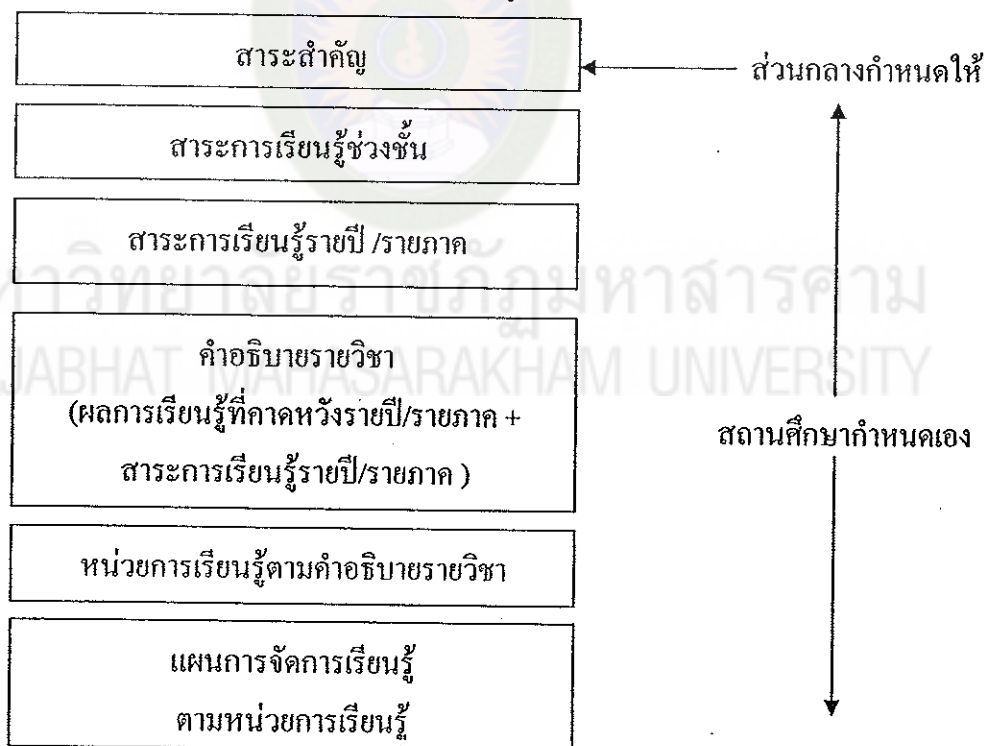 สาระสำคัญ
ส่วนกลางกำหนดให้
สาระการเรียนรู้ช่วงชั้น
สาระการเรียนรู้รายปี /รายภาค
คำอธิบายรายวิชา
(ผลการเรียนรู้ที่คาดหวังรายปี/รายภาค +
สาระการเรียนรู้รายปี/รายภาค )
สถานศึกษากำหนดเอง
หน่วยการเรียนรู้ตามคำอธิบายรายวิชา
แผนการจัดการเรียนรู้
ตามหน่วยการเรียนรู้
าวิทยาลัยราชภัฏมหาสารคาม
JABHAT MAHASARAKHAM UNIVERSITY